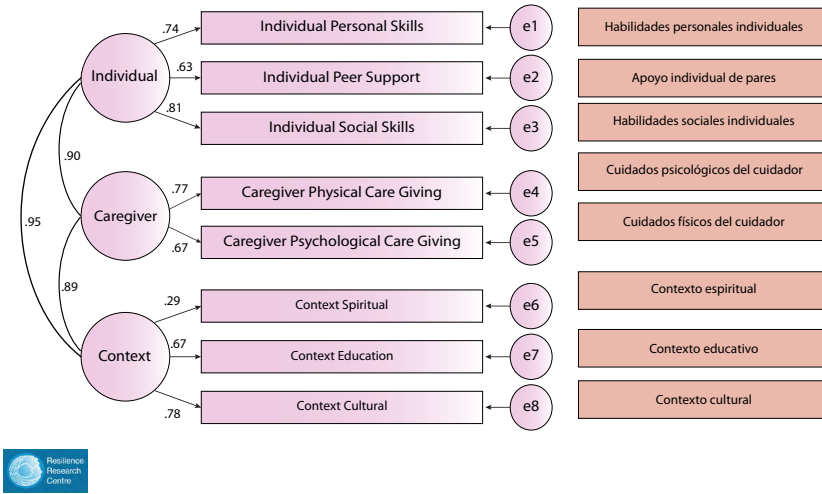 .74
Individual Personal Skills
e1
Habilidades personales individuales
Individual
.63
Individual Peer Support
e2
Apoyo individual de pares
.81
Individual Social Skills
e3
Habilidades sociales individuales
.90
.95
Caregiver
.77
Caregiver Physical Care Giving
e4
Cuidados psicológicos del cuidador
.67
Caregiver Psychological Care Giving
e5
Cuidados físicos del cuidador
.89
Context
.29
Context Spiritual
e6
Contexto espiritual
.67
Context Education
e7
Contexto educativo
.78
Context Cultural
e8
Contexto cultural
Resilience
Research
Centre